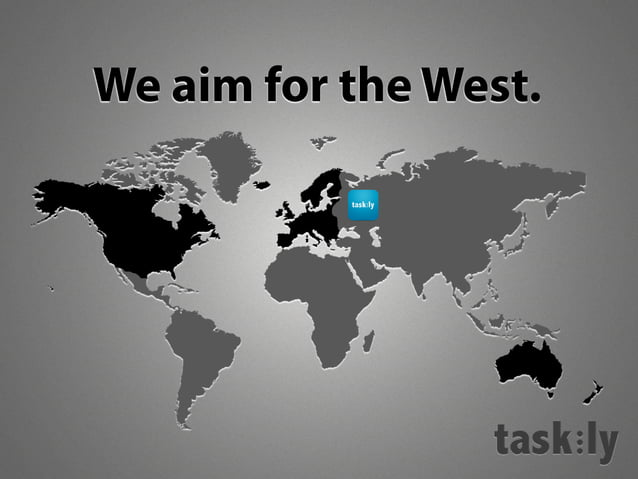 We aim for the West.
task:ly
task⋮ly